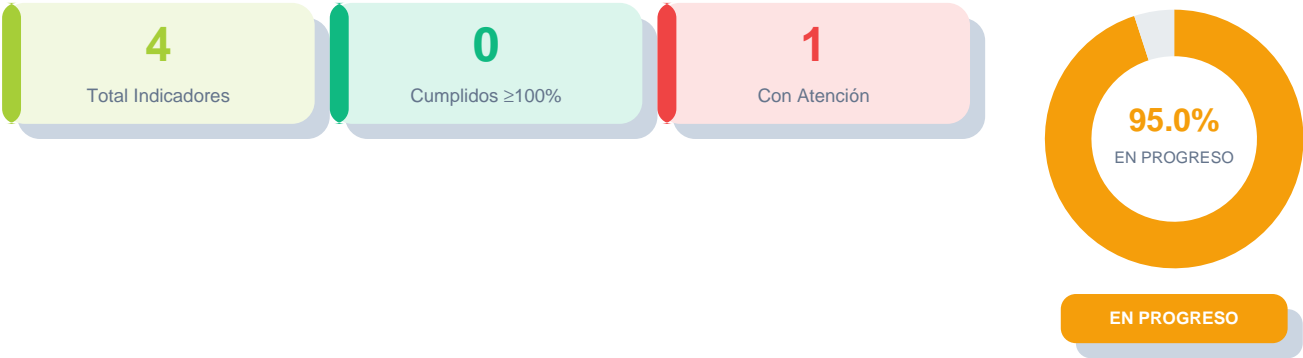 4
Total Indicadores
0
Cumplidos ≥100%
1
Con Atención
95.0%
EN PROGRESO
EN PROGRESO